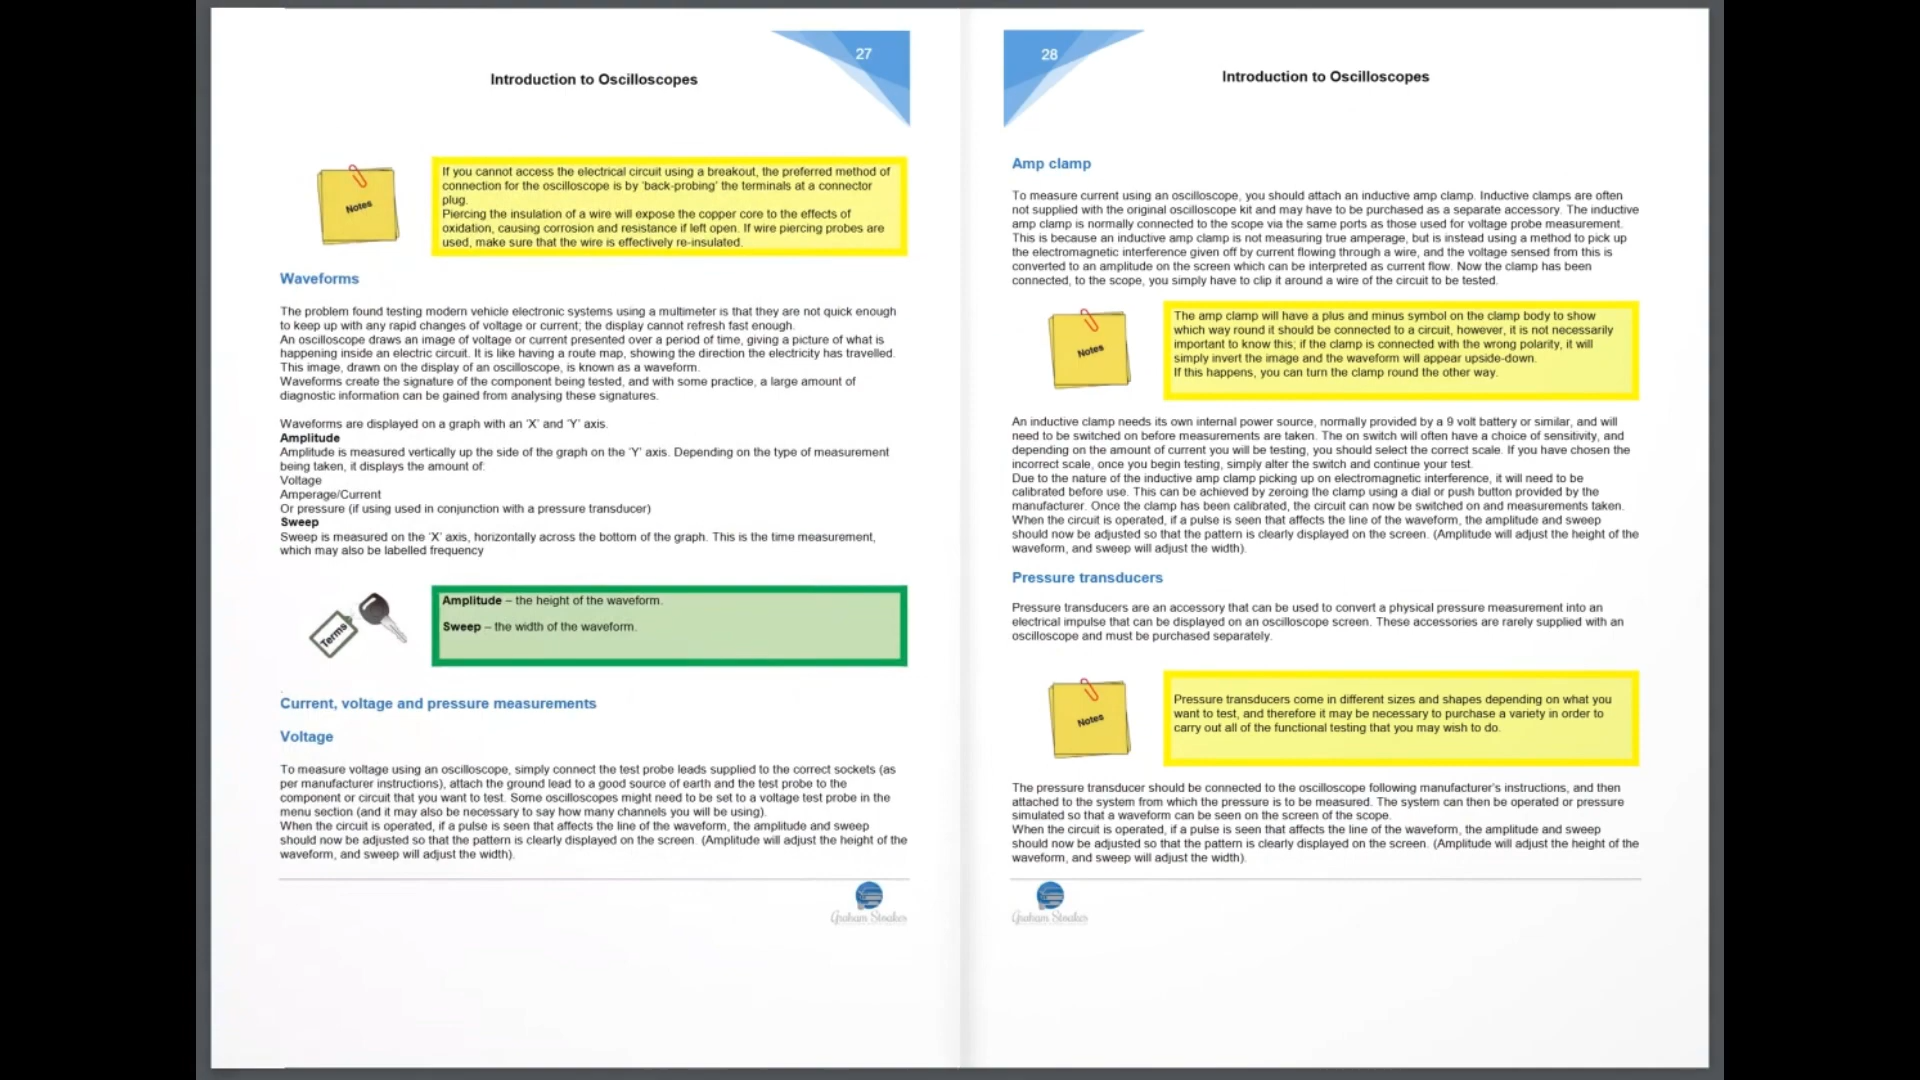 27
Introduction to Oscilloscopes
Notes
If you cannot access the electrical circuit using a breakout, the preferred method of
connection for the oscilloscope is by 'back-probing' the terminals at a connector
plug.
Piercing the insulation of a wire will expose the copper core to the effects of
oxidation, causing corrosion and resistance if left open. If wire piercing probes are
used, make sure that the wire is effectively re-insulated.
Waveforms
The problem found testing modern vehicle electronic systems using a multimeter is that they are not quick enough
to keep up with any rapid changes of voltage or current; the display cannot refresh fast enough.
An oscilloscope draws an image of voltage or current presented over a period of time, giving a picture of what is
happening inside an electric circuit. It is like having a route map, showing the direction the electricity has travelled.
This image, drawn on the display of an oscilloscope, is known as a waveform.
Waveforms create the signature of the component being tested, and with some practice, a large amount of
diagnostic information can be gained from analysing these signatures.
Waveforms are displayed on a graph with an 'X' and 'Y' axis.
Amplitude
Amplitude is measured vertically up the side of the graph on the 'Y' axis. Depending on the type of measurement
being taken, it displays the amount of:
Voltage
Amperage/Current
Or pressure (if using used in conjunction with a pressure transducer)
Sweep
Sweep is measured on the 'X' axis, horizontally across the bottom of the graph. This is the time measurement,
which may also be labelled frequency
Terms
Amplitude – the height of the waveform.
Sweep – the width of the waveform.
Current, voltage and pressure measurements
Voltage
To measure voltage using an oscilloscope, simply connect the test probe leads supplied to the correct sockets (as
per manufacturer instructions), attach the ground lead to a good source of earth and the test probe to the
component or circuit that you want to test. Some oscilloscopes might need to be set to a voltage test probe in the
menu section (and it may also be necessary to say how many channels you will be using).
When the circuit is operated, if a pulse is seen that affects the line of the waveform, the amplitude and sweep
should now be adjusted so that the pattern is clearly displayed on the screen. (Amplitude will adjust the height of the
waveform, and sweep will adjust the width).
Graham Stoakes
28
Introduction to Oscilloscopes
Amp clamp
To measure current using an oscilloscope, you should attach an inductive amp clamp. Inductive clamps are often
not supplied with the original oscilloscope kit and may have to be purchased as a separate accessory. The inductive
amp clamp is normally connected to the scope via the same ports as those used for voltage probe measurement.
This is because an inductive amp clamp is not measuring true amperage, but is instead using a method to pick up
the electromagnetic interference given off by current flowing through a wire, and the voltage sensed from this is
converted to an amplitude on the screen which can be interpreted as current flow. Now the clamp has been
connected, to the scope, you simply have to clip it around a wire of the circuit to be tested.
Notes
The amp clamp will have a plus and minus symbol on the clamp body to show
which way round it should be connected to a circuit, however, it is not necessarily
important to know this; if the clamp is connected with the wrong polarity, it will
simply invert the image and the waveform will appear upside-down.
If this happens, you can turn the clamp round the other way.
An inductive clamp needs its own internal power source, normally provided by a 9 volt battery or similar, and will
need to be switched on before measurements are taken. The on switch will often have a choice of sensitivity, and
depending on the amount of current you will be testing, you should select the correct scale. If you have chosen the
incorrect scale, once you begin testing, simply alter the switch and continue your test.
Due to the nature of the inductive amp clamp picking up on electromagnetic interference, it will need to be
calibrated before use. This can be achieved by zeroing the clamp using a dial or push button provided by the
manufacturer. Once the clamp has been calibrated, the circuit can now be switched on and measurements taken.
When the circuit is operated, if a pulse is seen that affects the line of the waveform, the amplitude and sweep
should now be adjusted so that the pattern is clearly displayed on the screen. (Amplitude will adjust the height of the
waveform, and sweep will adjust the width).
Pressure transducers
Pressure transducers are an accessory that can be used to convert a physical pressure measurement into an
electrical impulse that can be displayed on an oscilloscope screen. These accessories are rarely supplied with an
oscilloscope and must be purchased separately.
Notes
Pressure transducers come in different sizes and shapes depending on what you
want to test, and therefore it may be necessary to purchase a variety in order to
carry out all of the functional testing that you may wish to do.
The pressure transducer should be connected to the oscilloscope following manufacturer's instructions, and then
attached to the system from which the pressure is to be measured. The system can then be operated or pressure
simulated so that a waveform can be seen on the screen of the scope.
When the circuit is operated, if a pulse is seen that affects the line of the waveform, the amplitude and sweep
should now be adjusted so that the pattern is clearly displayed on the screen. (Amplitude will adjust the height of the
waveform, and sweep will adjust the width).
Graham Stoakes